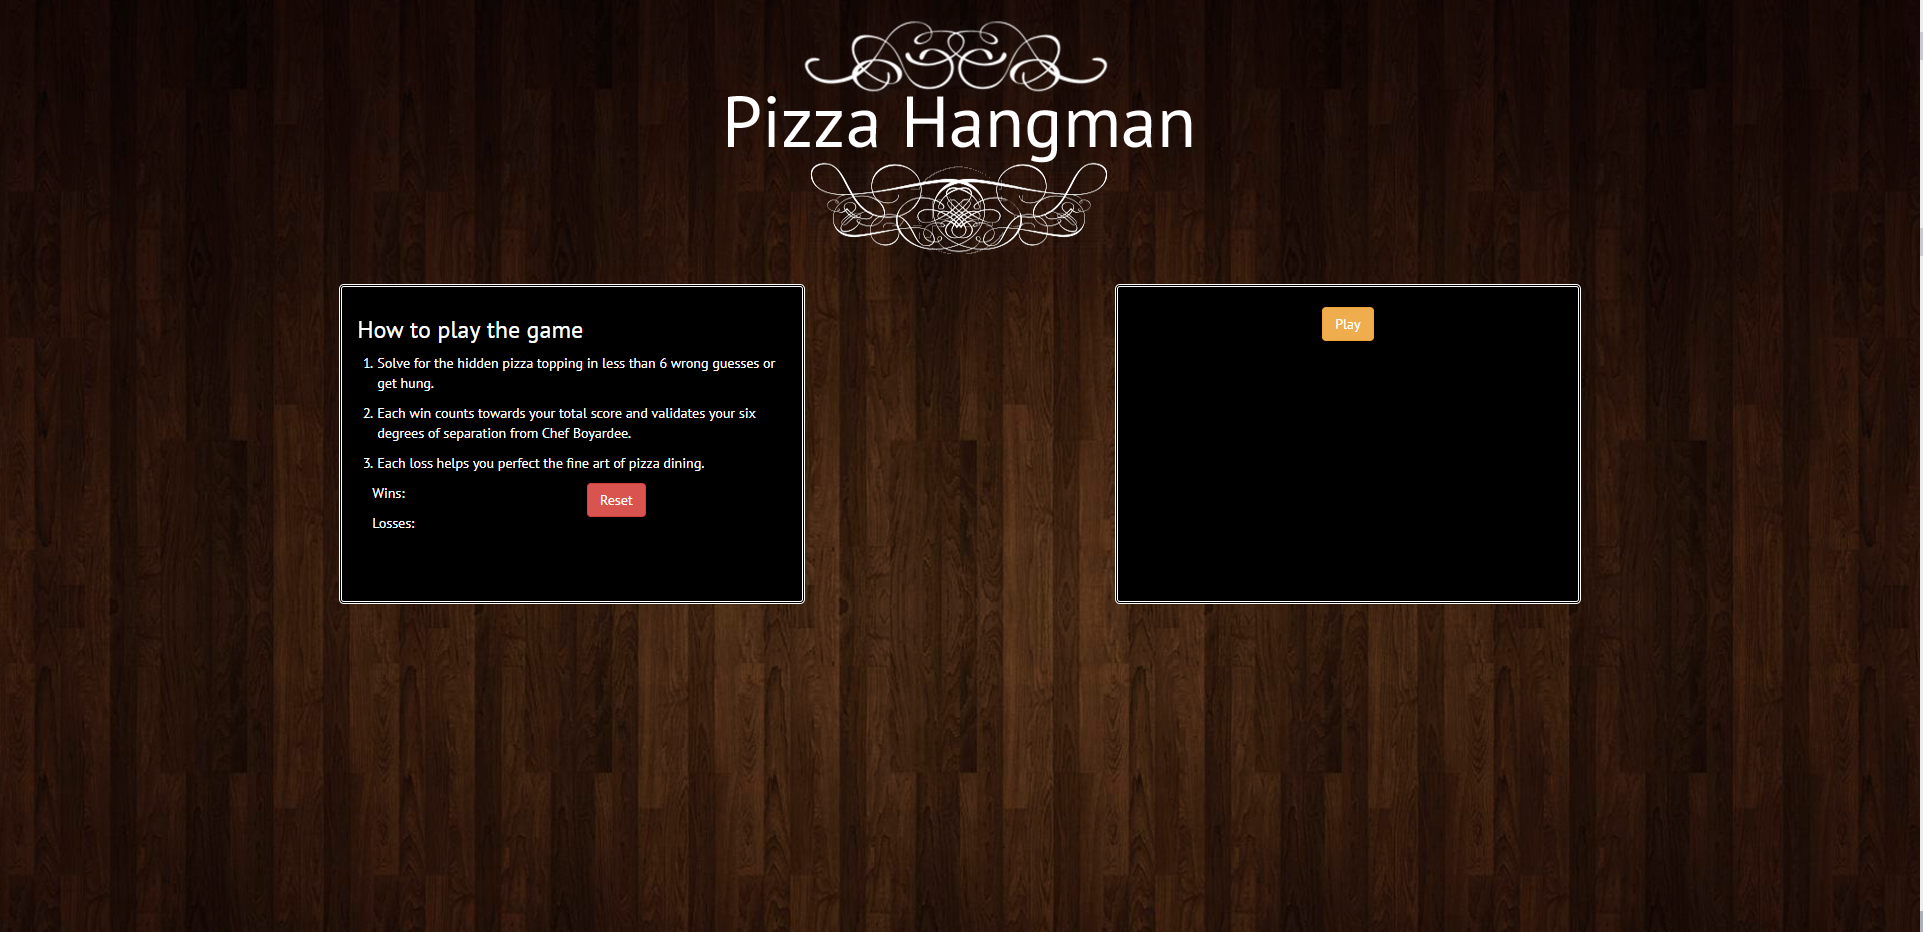 Pizza Hangman
How to play the game
1. Solve for the hidden pizza topping in less than 6 wrong guesses or
get hung.
2. Each win counts towards your total score and validates your six
degrees of separation from Chef Boyardee.
3. Each loss helps you perfect the fine art of pizza dining.
Wins:
Reset
Losses:
Play